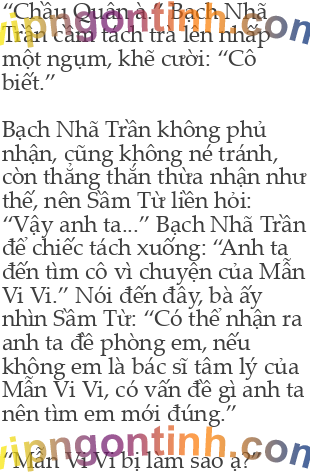 “Chầu Quân à.” Bạch Nhã
Trần cầm tách trà lên nhấp
một ngụm, khẽ cười: “Cô
biết.”
Bạch Nhã Trần không phủ
nhận, cũng không né tránh,
còn thẳng thắn thừa nhận như
thế, nên Sầm Từ liền hỏi:
“Vậy anh ta...” Bạch Nhã Trần
để chiếc tách xuống: “Anh ta
đến tìm cô vì chuyện của Mẫn
Vi Vi.” Nói đến đây, bà ấy
nhìn Sầm Từ: “Có thể nhận ra
anh ta đề phòng em, nếu
không em là bác sĩ tâm lý của
Mẫn Vi Vi, có vấn đề gì anh ta
nên tìm em mới đúng.”
“Mẫn Vi Vi bị làm sao ạ?”
vipngontinh.com
vipngontinh.com